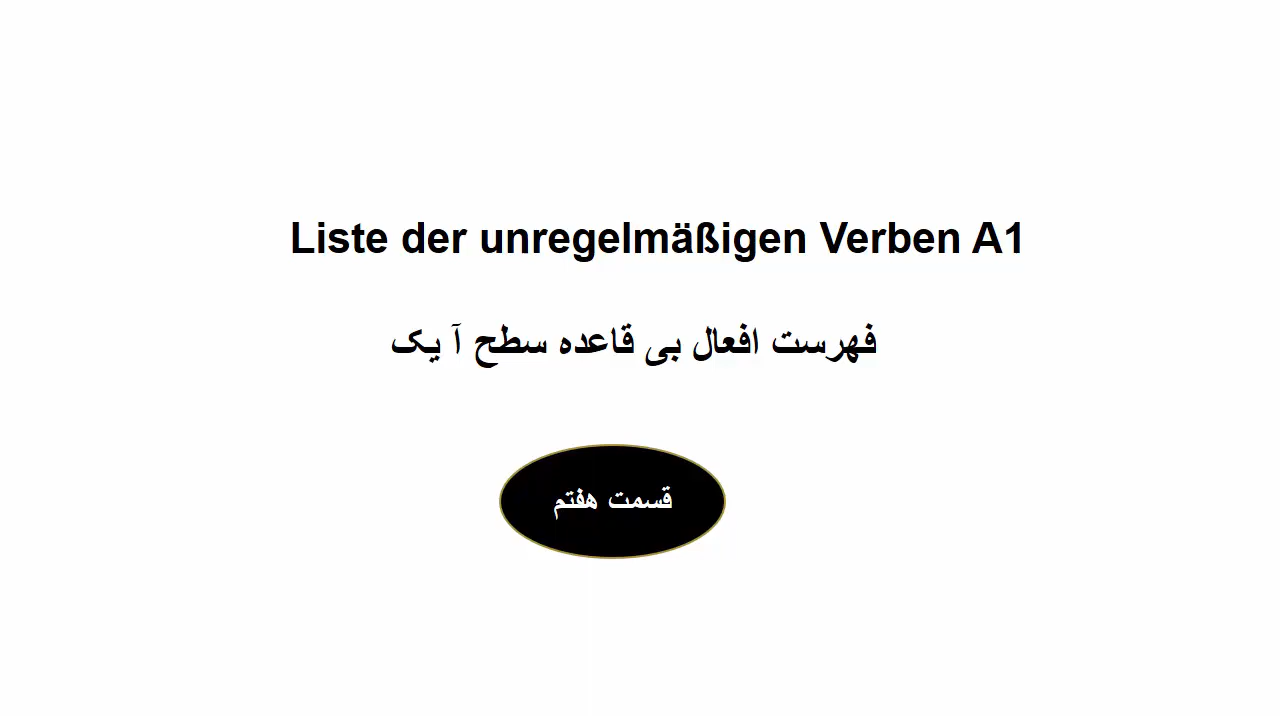 Liste der unregelmäßigen Verben A1
فهرست افعال بی قاعده سطح آ یک
قسمت هفتم